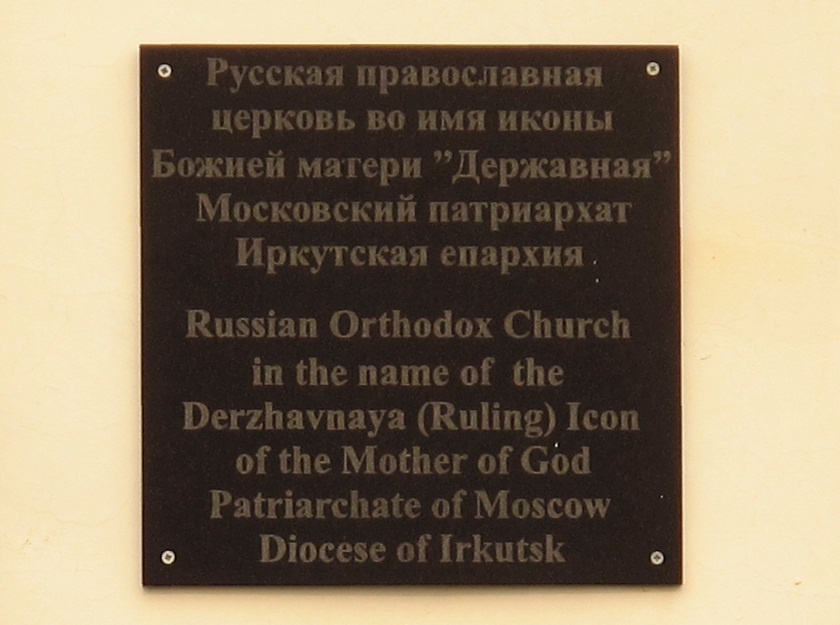 Русская православная
церковь во имя иконы
Божией матери ”Державная”
Московский патриархат
Иркутская епархия
Russian Orthodox Church
in the name of the
Derzhavnaya (Ruling) Icon
of the Mother of God
Patriarchate of Moscow
Diocese of Irkutsk